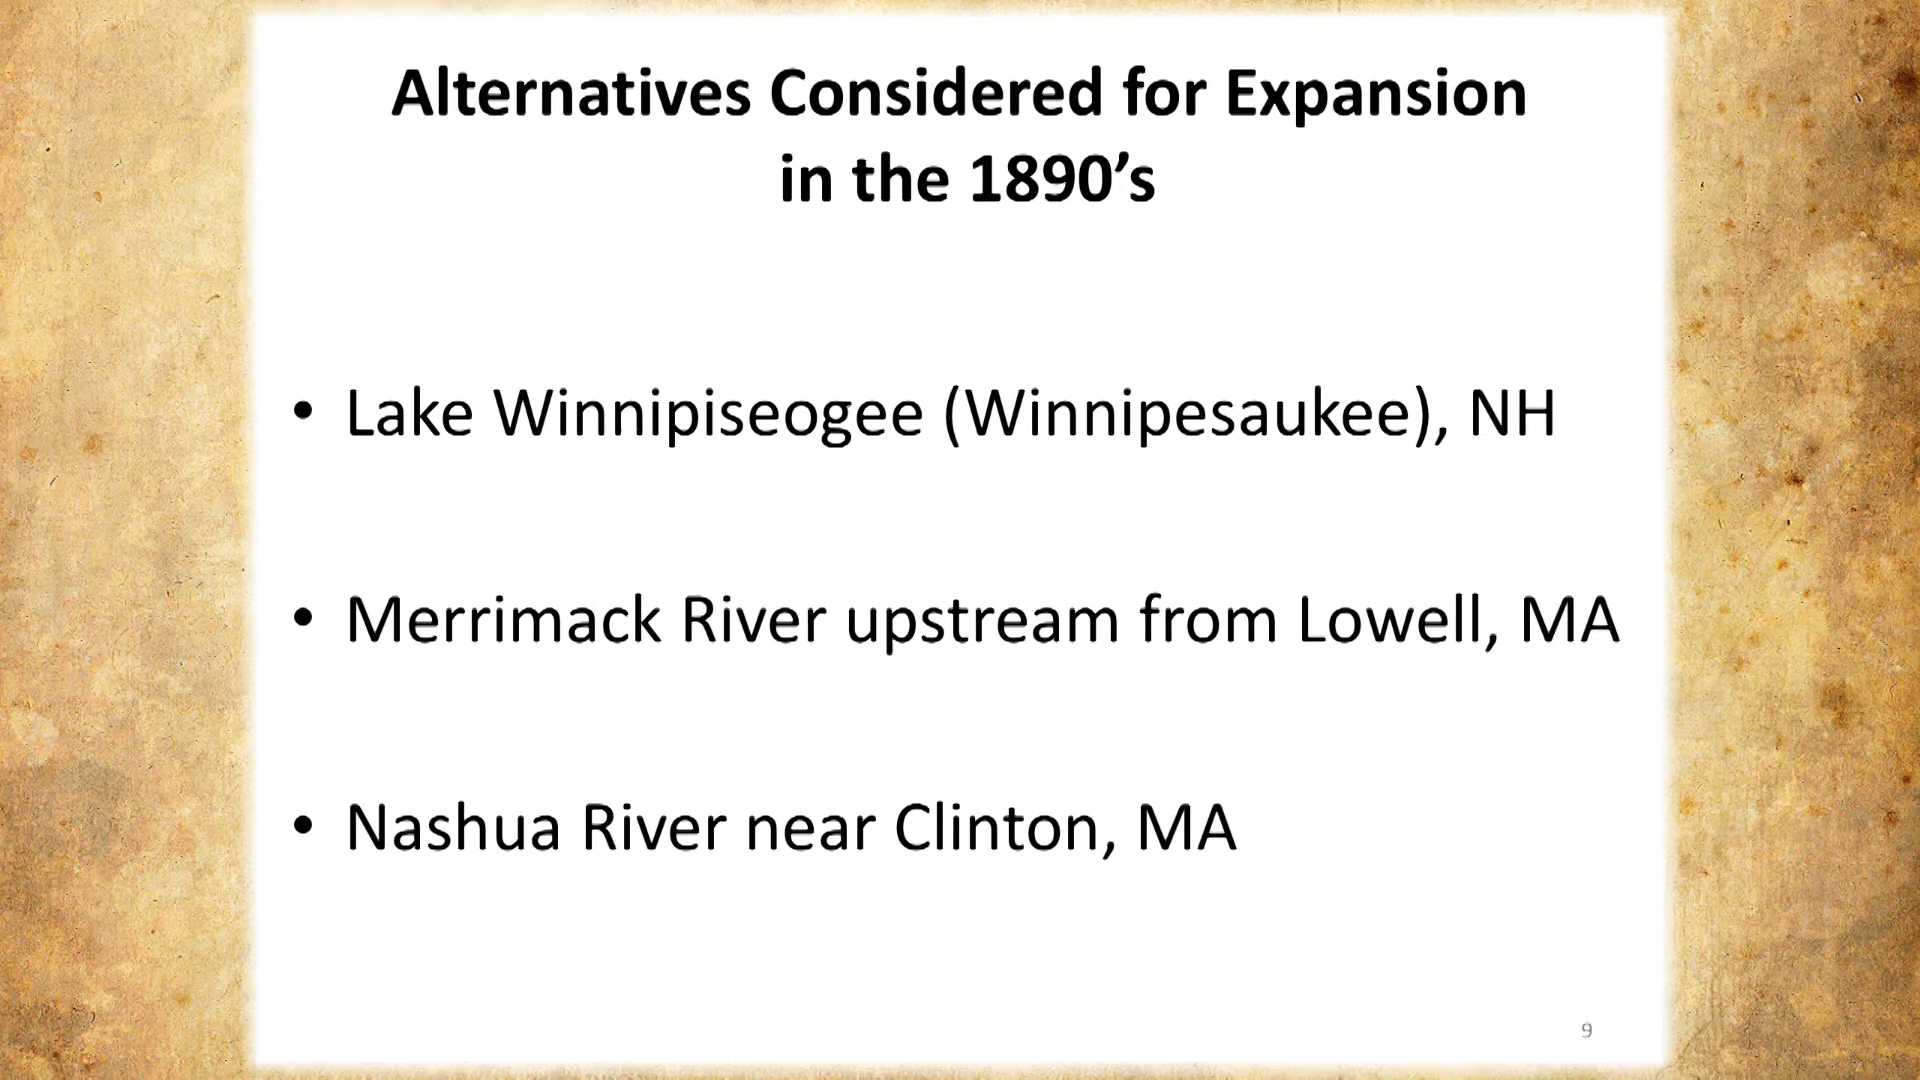 Alternatives Considered for Expansion
in the 1890’s
• Lake Winnipiseogee (Winnipesaukee), NH
• Merrimack River upstream from Lowell, MA
• Nashua River near Clinton, MA
9